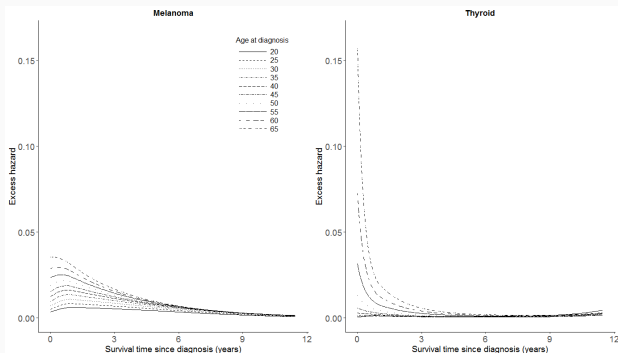 Melanoma
Thyroid
Age at diagnosis
20
25
30
35
40
45
50
55
60
65
Excess hazard
0.15
0.10
0.05
0.00
0 3 6 9 12
Survival time since diagnosis (years)
Excess hazard
0.15
0.10
0.05
0.00
0 3 6 9 12
Survival time since diagnosis (years)